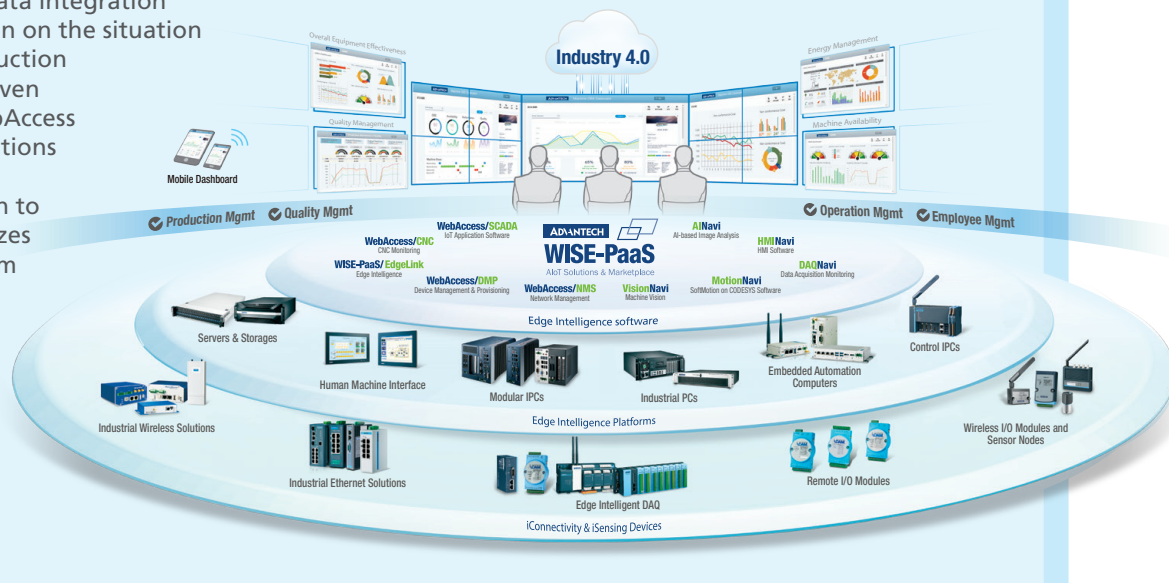 ata integration
n on the situation
uction
ven
bAccess
tions
n to
zes
m
Industry 4.0
Overall Equipment Effectiveness
Energy Management
Quality Management
Machine Availability
ADVANTECH
Mobile Dashboard
Production Mgmt
Quality Mgmt
Operation Mgmt
Employee Mgmt
WebAccess/SCADA
IoT Application Software
WebAccess/CNC
CNC Monitoring
WISE-PaaS/EdgeLink
Edge Intelligence
WebAccess/DMP
Device Management & Provisioning
WebAccess/NMS
Network Management
ADVANTECH
WISE-PaaS
AIoT Solutions & Marketplace
AINavi
AI-based Image Analysis
HMINavi
HMI Software
DAQNavi
Data Acquisition Monitoring
MotionNavi
SoftMotion on CODESYS Software
VisionNavi
Machine Vision
Edge Intelligence software
Servers & Storages
Human Machine Interface
Modular IPCs
Industrial PCs
Embedded Automation
Computers
Control IPCs
Edge Intelligence Platforms
Industrial Wireless Solutions
Industrial Ethernet Solutions
Edge Intelligent DAQ
Remote I/O Modules
Wireless I/O Modules and
Sensor Nodes
iConnectivity & iSensing Devices